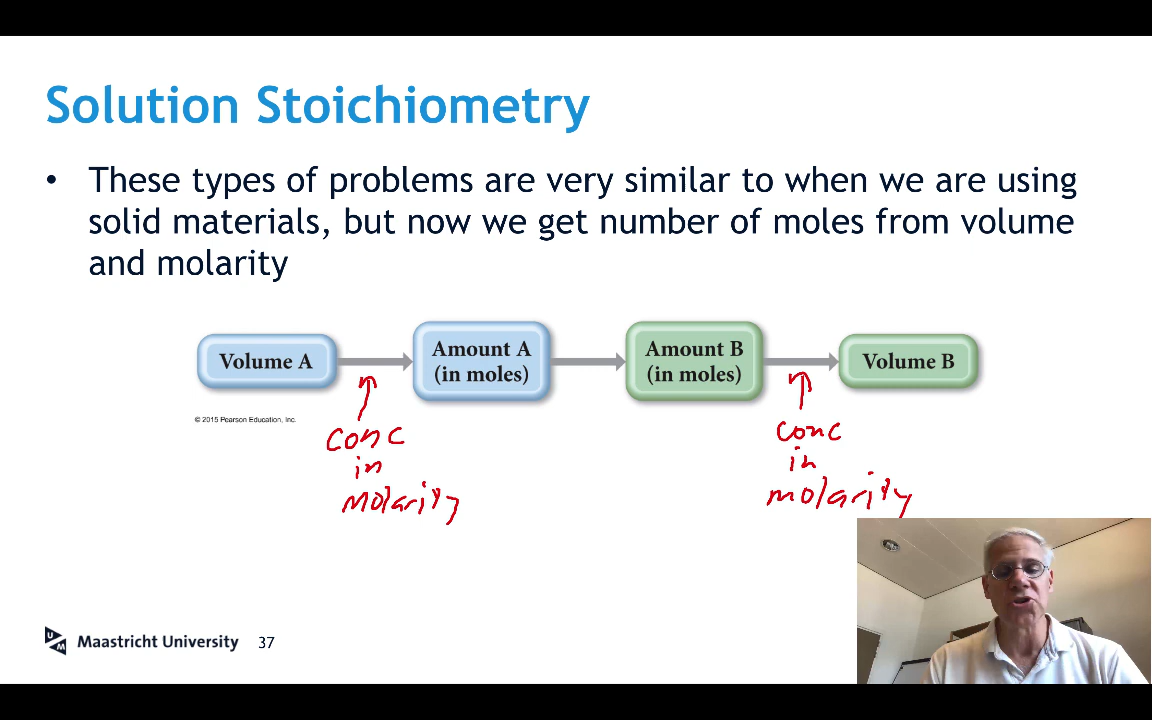 Solution Stoichiometry
• These types of problems are very similar to when we are using
solid materials, but now we get number of moles from volume
and molarity
Volume A
Amount A
(in moles)
Amount B
(in moles)
Volume B
© 2015 Pearson Education, Inc.
conc
in
molarity
conc
in
molarity
UM
Maastricht University 37